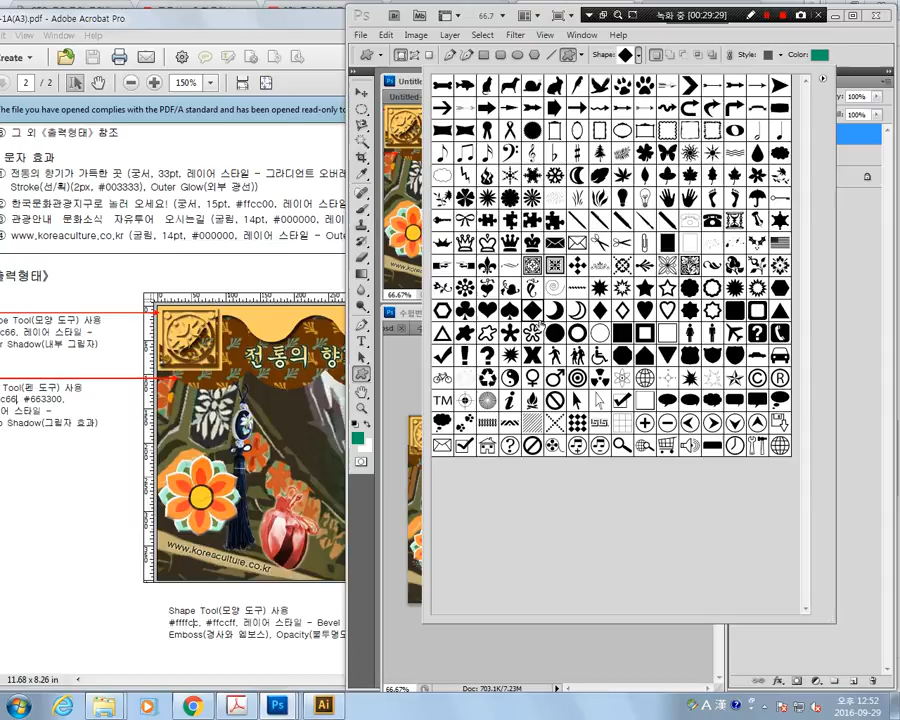 -1A(A3).pdf - Adobe Acrobat Pro
View Window Help
Create
2 / 2 150%
The file you have opened complies with the PDF/A standard and has been opened read-only to
③ 그 외 《출력형태》 참조
문자 효과
① 전통의 향기가 가득한 곳 (궁서, 33pt, 레이어 스타일 - 그라디언트 오버레
Stroke(선/획)(2px, #003333), Outer Glow(외부 광선))
② 한국문화관광지구로 놀러 오세요! (궁서, 15pt, #ffcc00, 레이어
③ 관광안내 문화소식 자유투어 오시는길 (굴림, 14pt, #000000, 레이어
④ www.koreaculture.co.kr (굴림, 14pt, #000000, 레이어 스타일 -
출력형태》
Tool(모양 도구) 사용
c66, 레이어 스타일 -
r Shadow(내부 그림자)
Tool(펜 도구) 사용
c66, #663300,
어 스타일 -
Shadow(그림자 효과)
전통의 향
www.koreaculture.co.kr
Shape Tool(모양 도구) 사용
#ffffcc, #ffccff, 레이어 스타일 - Bevel
Emboss(경사와 엠보스), Opacity(불투명도
11.68 x 8.26 in
Ps Br Mb 66.7 녹화 중 [00:29:29]
File Edit Image Layer Select Filter View Window Help
Shape: Style: Color:
Untitled-
100%
100%
TM
66.67%
66.67% Doc: 703.1K/7.23M
Ps Ai
A 漢
오후 12:52
2016-09-29